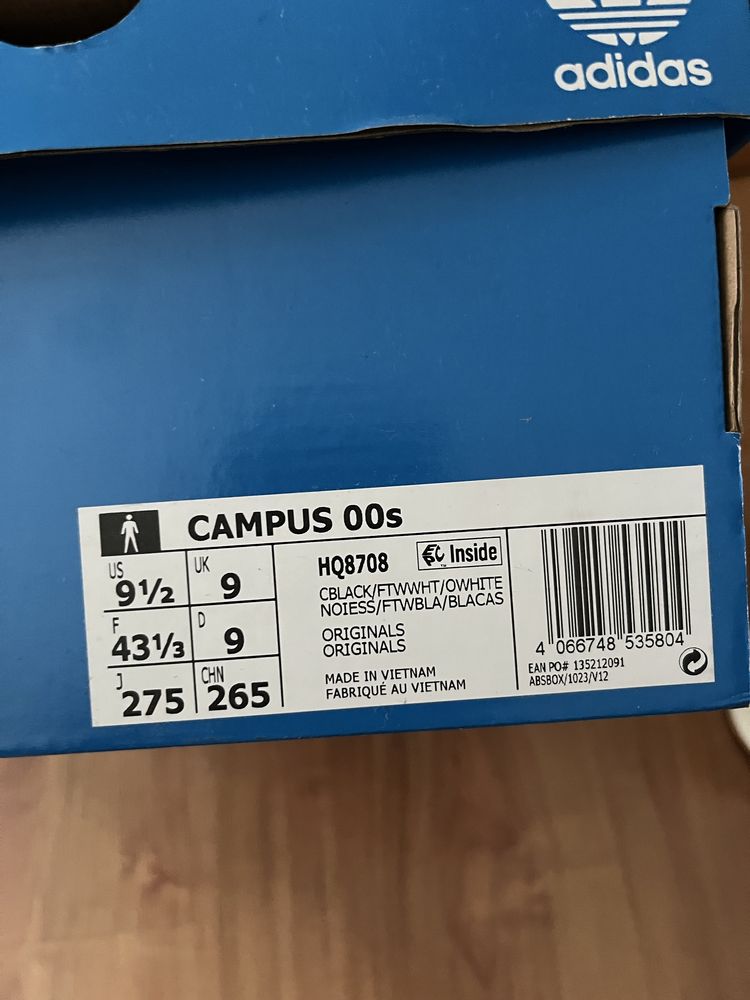 adidas
CAMPUS 00s
US 9½ UK 9
F 43⅓ D 9
J 275 CHN 265
HQ8708 Inside
CBLACK/FTWWHT/OWHITE
NOIESS/FTWBLA/BLACAS
ORIGINALS
ORIGINALS
MADE IN VIETNAM
FABRIQUÉ AU VIETNAM
4 066748 535804
EAN PO# 135212091
ABSBOX/1023/V12